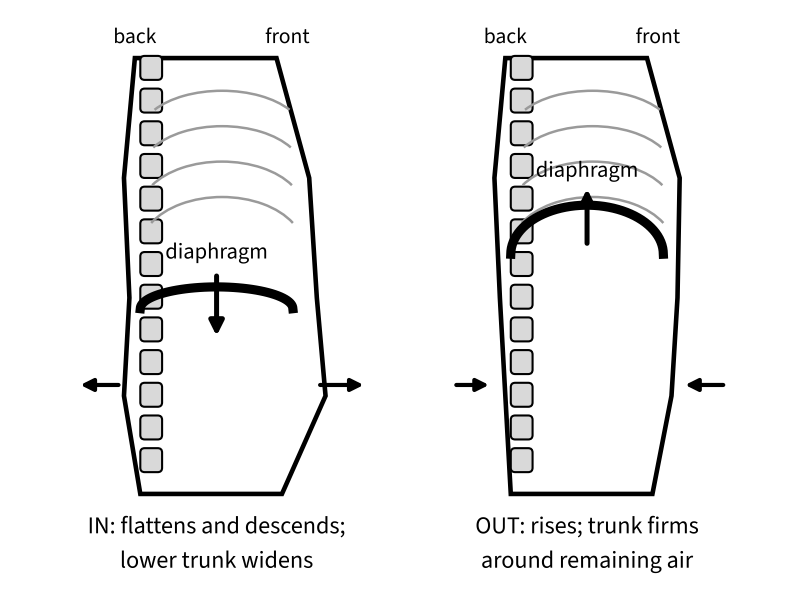 back
front
back
front
diaphragm
diaphragm
IN: flattens and descends;
lower trunk widens
OUT: rises; trunk firms
around remaining air